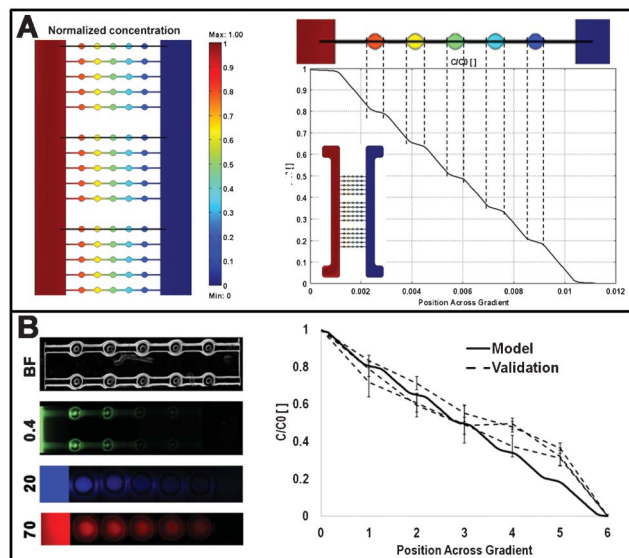 A
Normalized concentration
Max: 1.00
1
0.9
0.8
0.7
0.6
0.5
0.4
0.3
0.2
0.1
0
Min: 0
C/C0 [ ]
1
0.9
0.8
0.7
0.6
0.5
0.4
0.3
0.2
0.1
0
0 0.002 0.004 0.006 0.008 0.01 0.012
Position Across Gradient
B
BF
0.4
20
70
C/C0 [ ]
1
0.8
0.6
0.4
0.2
0
Model
Validation
0 1 2 3 4 5 6
Position Across Gradient